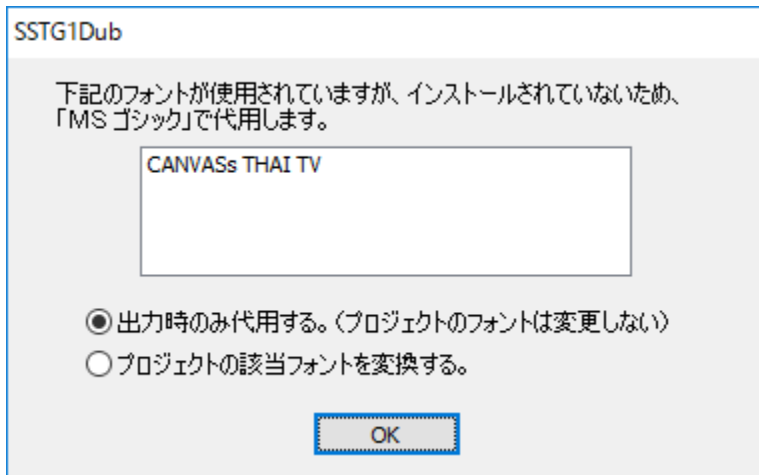 SSTG1Dub
下記のフォントが使用されていますが、インストールされていないため、
「MS ゴシック」で代用します。
CANVASs THAI TV
出力時のみ代用する。(プロジェクトのフォントは変更しない)
プロジェクトの該当フォントを変換する。
OK